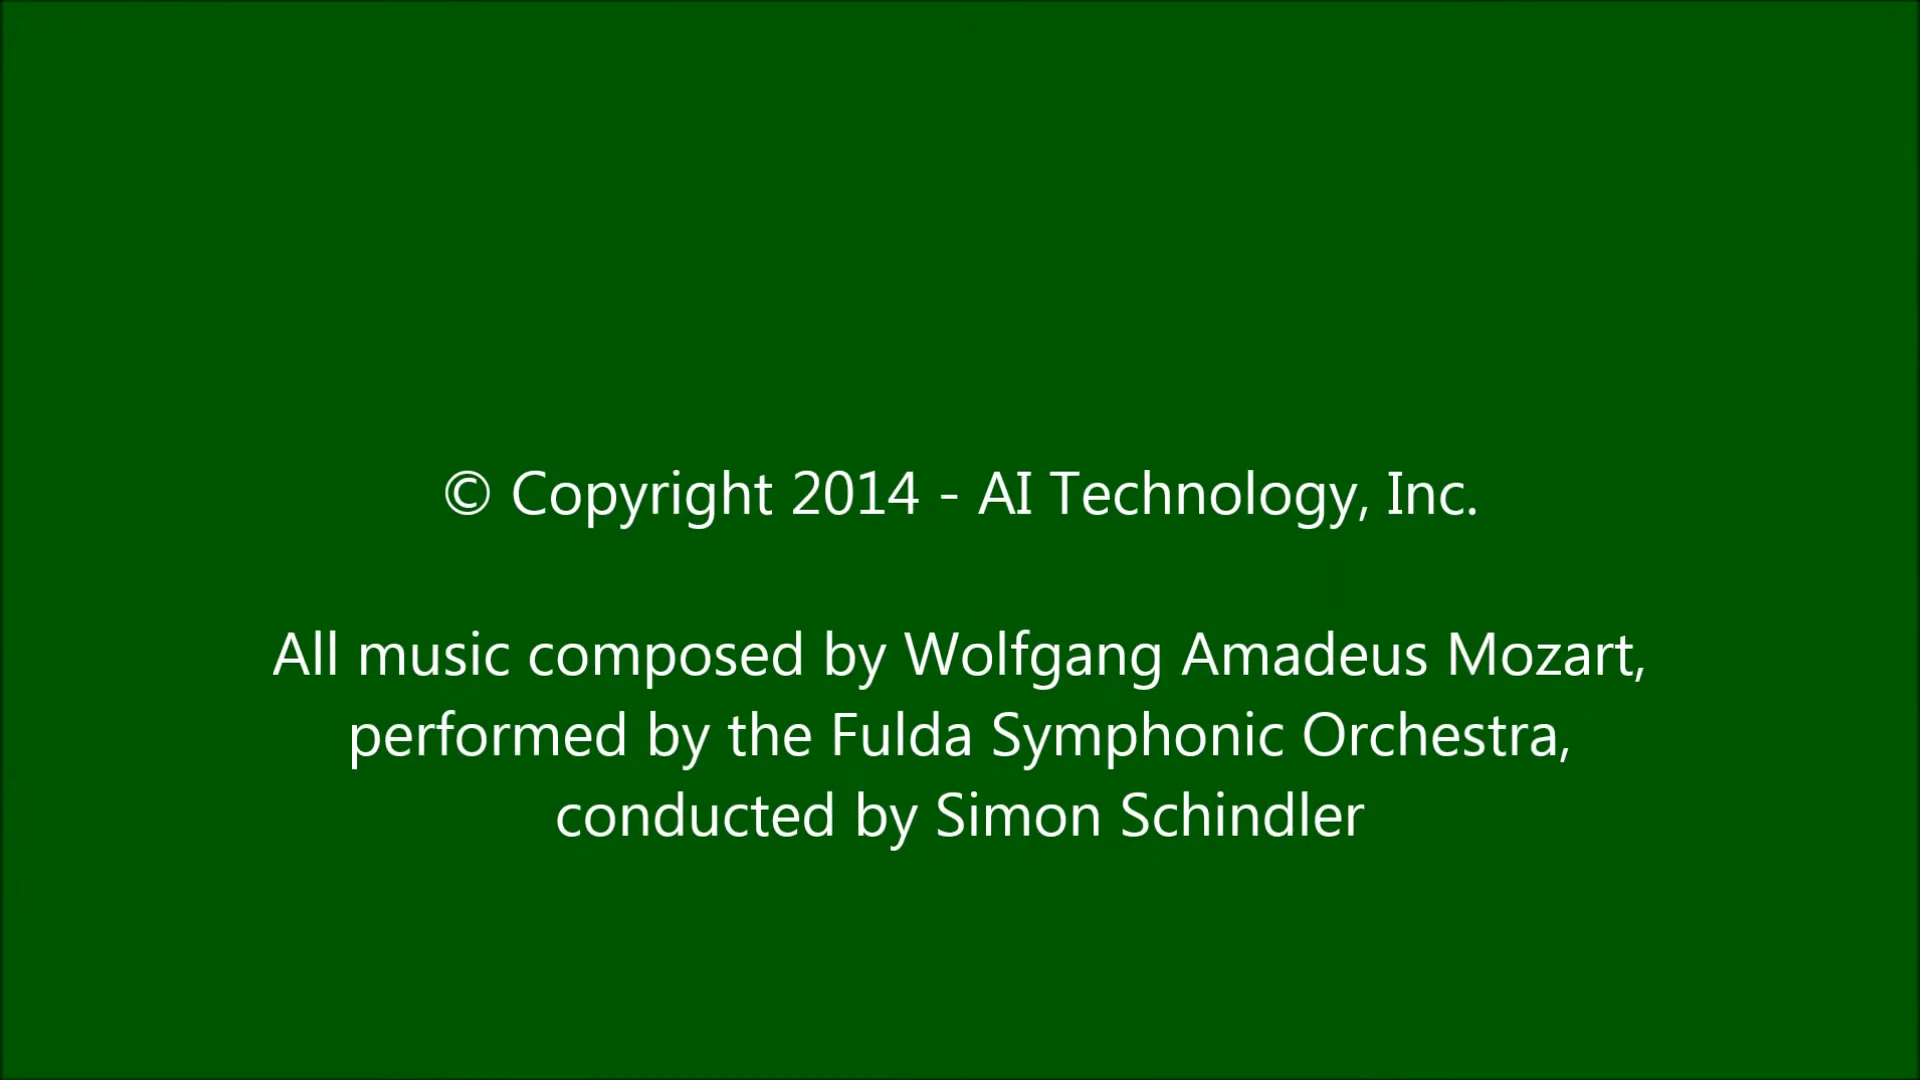 © Copyright 2014 - AI Technology, Inc.
All music composed by Wolfgang Amadeus Mozart,
performed by the Fulda Symphonic Orchestra,
conducted by Simon Schindler